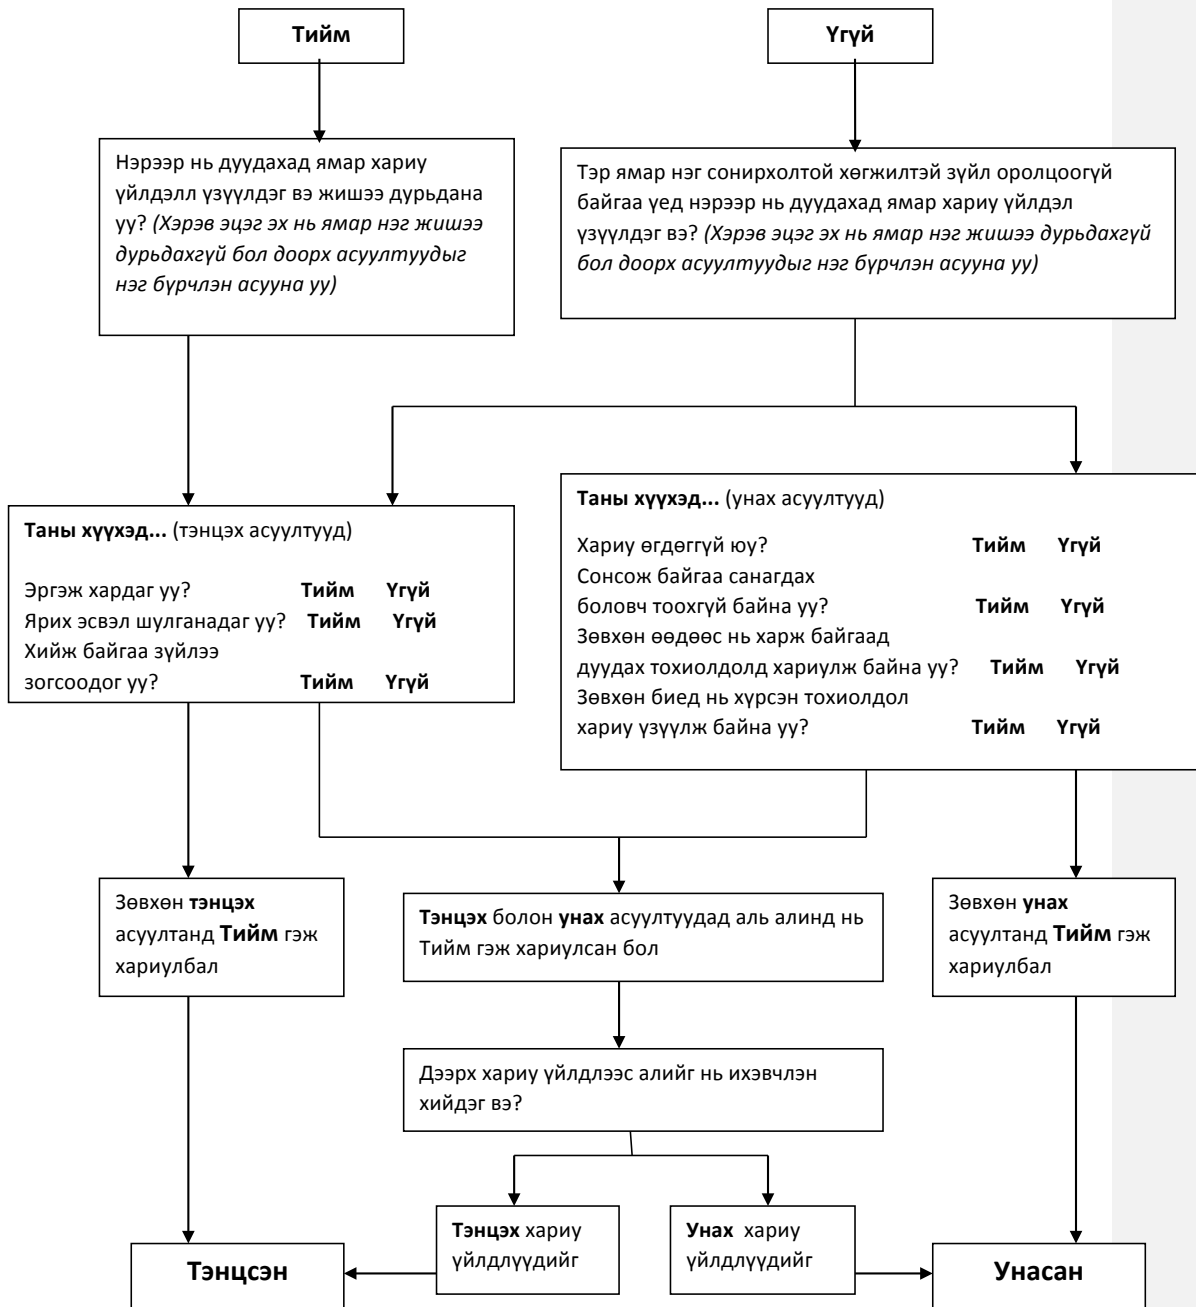 Тийм
Үгүй
Нэрээр нь дуудахад ямар хариу
үйлдэлл үзүүлдэг вэ жишээ дурьдана
уу? (Хэрэв эцэг эх нь ямар нэг жишээ
дурьдахгүй бол доорх асуултуудыг
нэг бүрчлэн асууна уу)
Тэр ямар нэг сонирхолтой хөгжилтэй зүйл оролцоогүй
байгаа үед нэрээр нь дуудахад ямар хариу үйлдэл
үзүүлдэг вэ? (Хэрэв эцэг эх нь ямар нэг жишээ дурьдахгүй
бол доорх асуултуудыг нэг бүрчлэн асууна уу)
Таны хүүхэд... (тэнцэх асуултууд)
Эргэж хардаг уу? Тийм Үгүй
Ярих эсвэл шулганадаг уу? Тийм Үгүй
Хийж байгаа зүйлээ
зогсоодог уу? Тийм Үгүй
Таны хүүхэд... (унах асуултууд)
Хариу өгдөггүй юу? Тийм Үгүй
Сонсож байгаа санагдах
боловч тоохгүй байна уу? Тийм Үгүй
Зөвхөн өөдөөс нь харж байгаад
дуудах тохиолдолд хариулж байна уу? Тийм Үгүй
Зөвхөн биед нь хүрсэн тохиолдол
хариу үзүүлж байна уу? Тийм Үгүй
Зөвхөн тэнцэх
асуултанд Тийм гэж
хариулбал
Тэнцэх болон унах асуултуудад аль алинд нь
Тийм гэж хариулсан бол
Зөвхөн унах
асуултанд Тийм гэж
хариулбал
Дээрх хариу үйлдлээс алийг нь ихэвчлэн
хийдэг вэ?
Тэнцэх хариу
үйлдлүүдийг
Унах хариу
үйлдлүүдийг
Тэнцсэн
Унасан